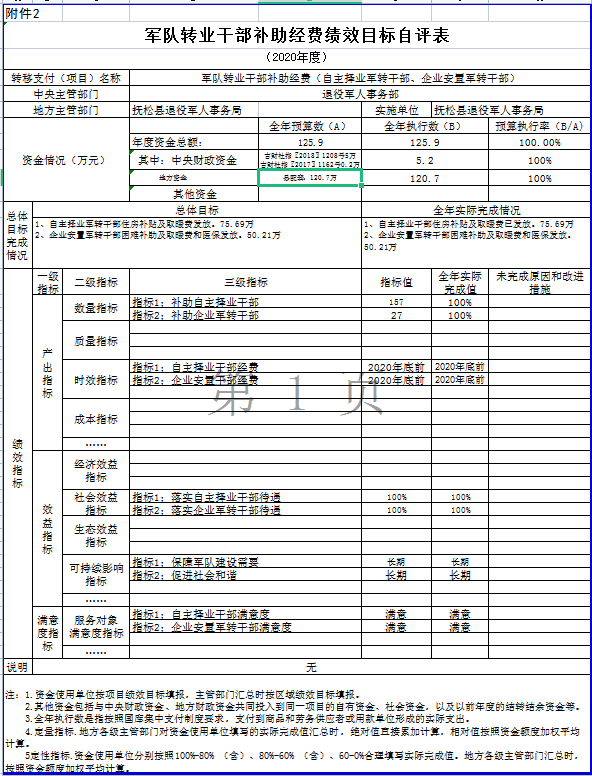 附件2
军队转业干部补助经费绩效目标自评表
（2020年度）
转移支付（项目）名称 军队转业干部补助经费（自主择业军转干部、企业安置军转干部）
中央主管部门 退役军人事务部
地方主管部门 抚松县退役军人事务局 实施单位 抚松县退役军人事务局
资金情况（万元） 全年预算数（A） 全年执行数（B） 预算执行率（B/A）
年度资金总额： 125.9 125.9 100.00%
其中：中央财政资金 吉财社指〔2018〕1208号5万 5.2 100%
吉财社指〔2017〕1162号0.2万
地方资金 县配套：120.7万 120.7 100%
其他资金
总体目标完成情况 总体目标 全年实际完成情况
1、自主择业军转干部住房补贴及取暖费发放。75.69万
2、企业安置军转干部困难补助及取暖费和医保发放。50.21万
1、自主择业军转干部住房补贴及取暖费已发放。75.69万
2、企业安置军转干部困难补助及取暖费和医保发放。
50.21万
绩效指标 一级指标 二级指标 三级指标 指标值 全年实际完成值 未完成原因和改进措施
产出指标 数量指标 指标1：补助自主择业干部 157 100%
指标2：补助企业军转干部 27 100%
质量指标
时效指标 指标1：自主择业干部经费 2020年底前 2020年底前
指标2：企业安置干部经费 2020年底前 2020年底前
第 1 页
成本指标
……
效益指标 经济效益指标
社会效益指标 指标1：落实自主择业干部待通 100% 100%
指标2：落实企业军转干部待通 100% 100%
生态效益指标
可持续影响指标 指标1：保障军队建设需要 长期 长期
指标2：促进社会和谐 长期 长期
……
满意度指标 服务对象满意度指标 指标1：自主择业干部满意度 满意 满意
指标2：企业安置军转干部满意度 满意 满意
……
说明 无
注：1.资金使用单位按项目绩效目标填报，主管部门汇总时按区域绩效目标填报。
2.其他资金包括与中央财政资金、地方财政资金共同投入到同一项目的自有资金、社会资金，以及以前年度的结转结余资金等。
3.全年执行数是指按照国库集中支付制度要求，支付到商品和劳务供应者或用款单位形成的实际支出。
4.定量指标.地方各级主管部门对资金使用单位填写的实际完成值汇总时，绝对值直接累加计算，相对值按照资金额度加权平均
计算。
5定性指标.资金使用单位分别按照100%-80% （含）、80%-60% （含）、60-0%合理填写实际完成值。地方各级主管部门汇总时，
按照资金额度加权平均计算。